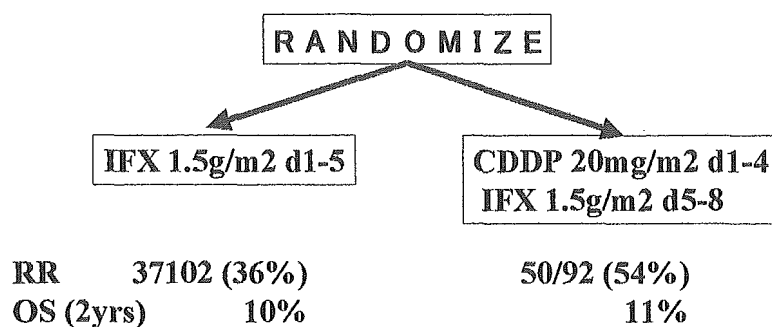 RANDOMIZE
IFX 1.5g/m2 d1-5
CDDP 20mg/m2 d1-4
IFX 1.5g/m2 d5-8
RR 37102 (36%) 50/92 (54%)
OS (2yrs) 10% 11%